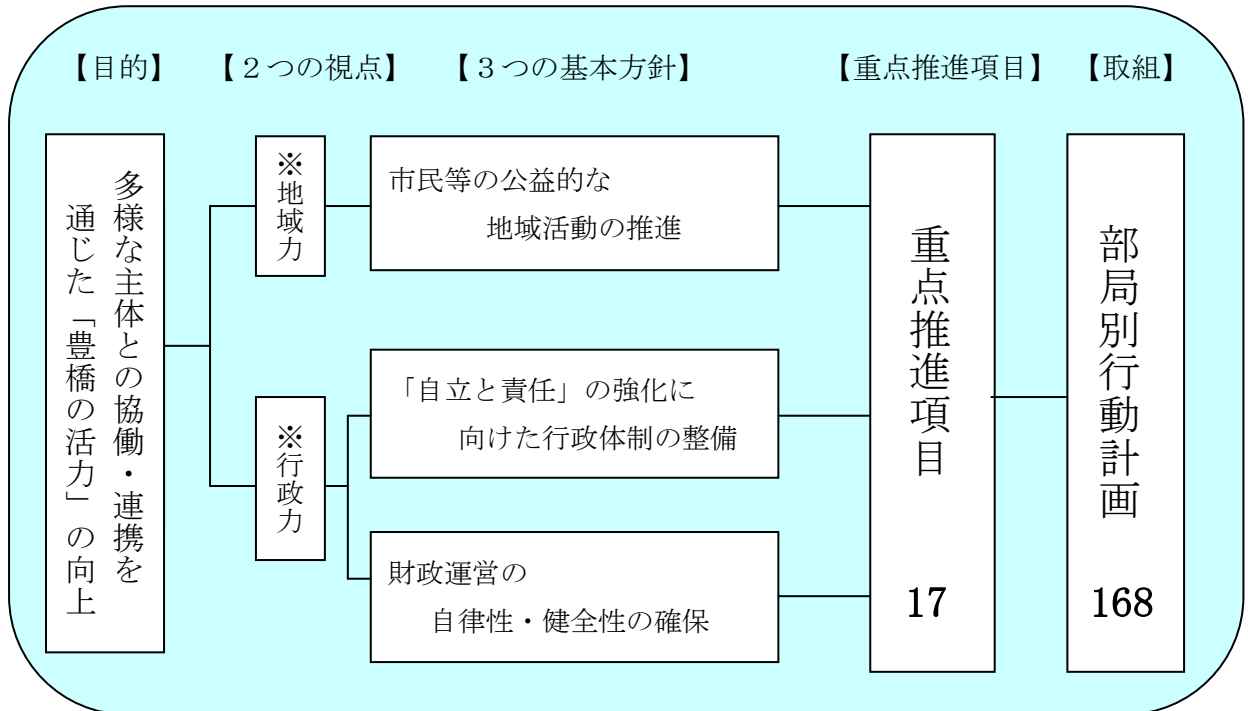 【目的】 【２つの視点】 【３つの基本方針】 【重点推進項目】 【取組】
多様な主体との協働・連携を
通じた「豊橋の活力」の向上
※地域力
市民等の公益的な
地域活動の推進
※行政力
「自立と責任」の強化に
向けた行政体制の整備
財政運営の
自律性・健全性の確保
重点推進項目
17
部局別行動計画
168